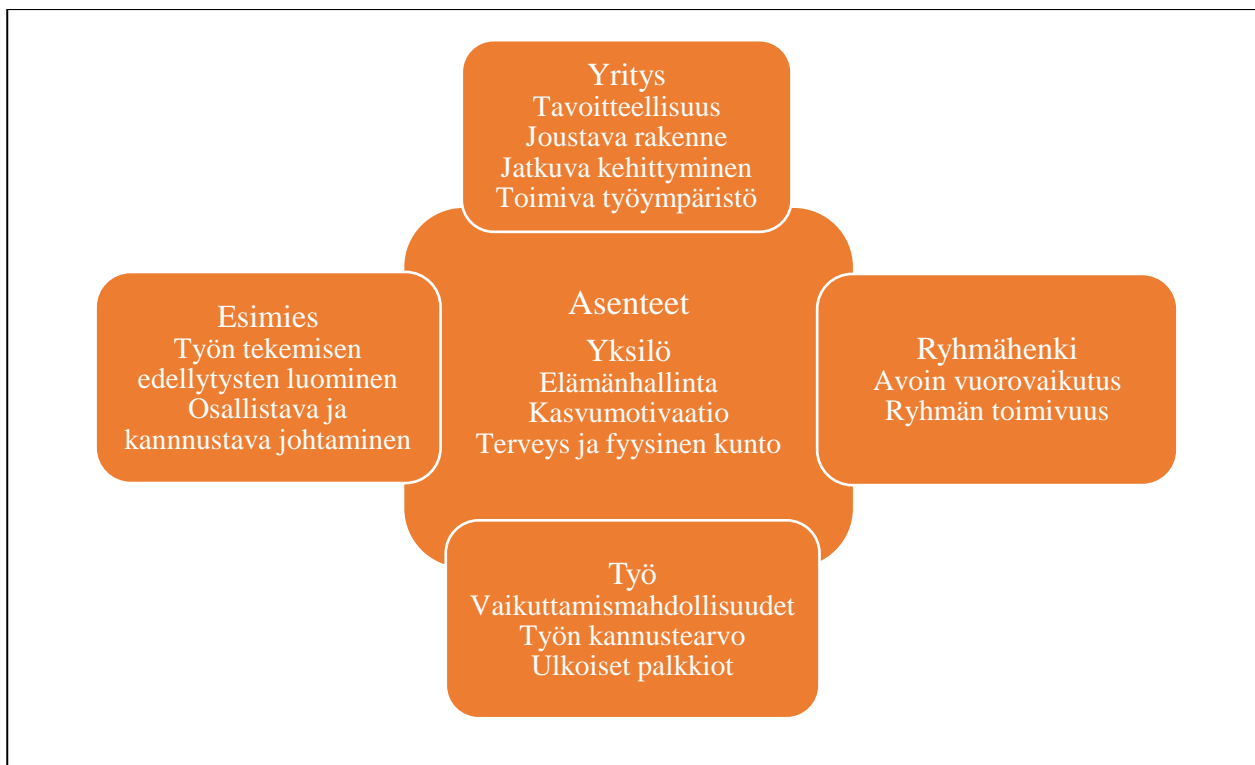 Yritys
Tavoitteellisuus
Joustava rakenne
Jatkuva kehittyminen
Toimiva työympäristö
Esimies
Työn tekemisen
edellytysten luominen
Osallistava ja
kannnustava johtaminen
Asenteet
Yksilö
Elämänhallinta
Kasvumotivaatio
Terveys ja fyysinen kunto
Ryhmähenki
Avoin vuorovaikutus
Ryhmän toimivuus
Työ
Vaikuttamismahdollisuudet
Työn kannustearvo
Ulkoiset palkkiot